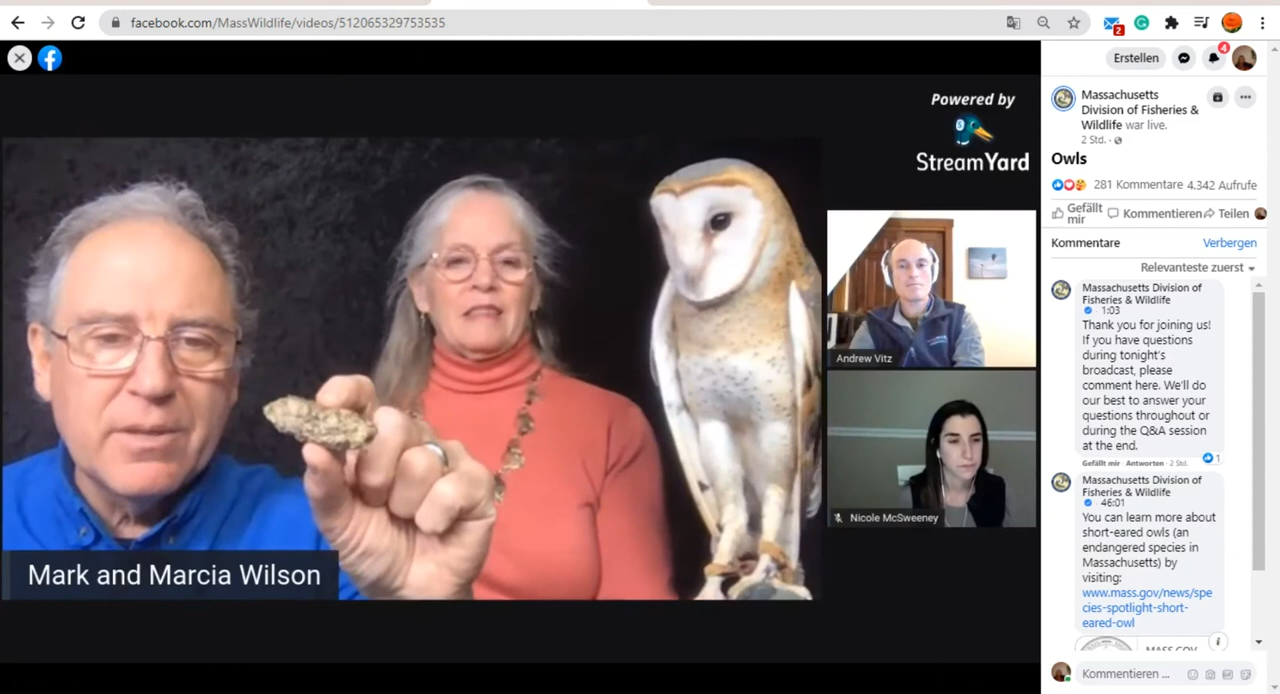 facebook.com/MassWildlife/videos/512065329753535
2
Erstellen
4
Powered by
StreamYard
Mark and Marcia Wilson
Andrew Vitz
Nicole McSweeney
Massachusetts
Division of Fisheries &
Wildlife war live.
2 Std. ·
Owls
281 Kommentare 4.342 Aufrufe
Gefällt
mir
Kommentieren
Teilen
Kommentare
Verbergen
Relevanteste zuerst
Massachusetts Division of
Fisheries & Wildlife
· 1:03
Thank you for joining us!
If you have questions
during tonight's
broadcast, please
comment here. We'll do
our best to answer your
questions throughout or
during the Q&A session
at the end.
1
Gefällt mir · Antworten · 2 Std.
Massachusetts Division of
Fisheries & Wildlife
· 46:01
You can learn more about
short-eared owls (an
endangered species in
Massachusetts) by
visiting:
www.mass.gov/news/spe
cies-spotlight-short-
eared-owl
MASS.GOV
Kommentieren ...